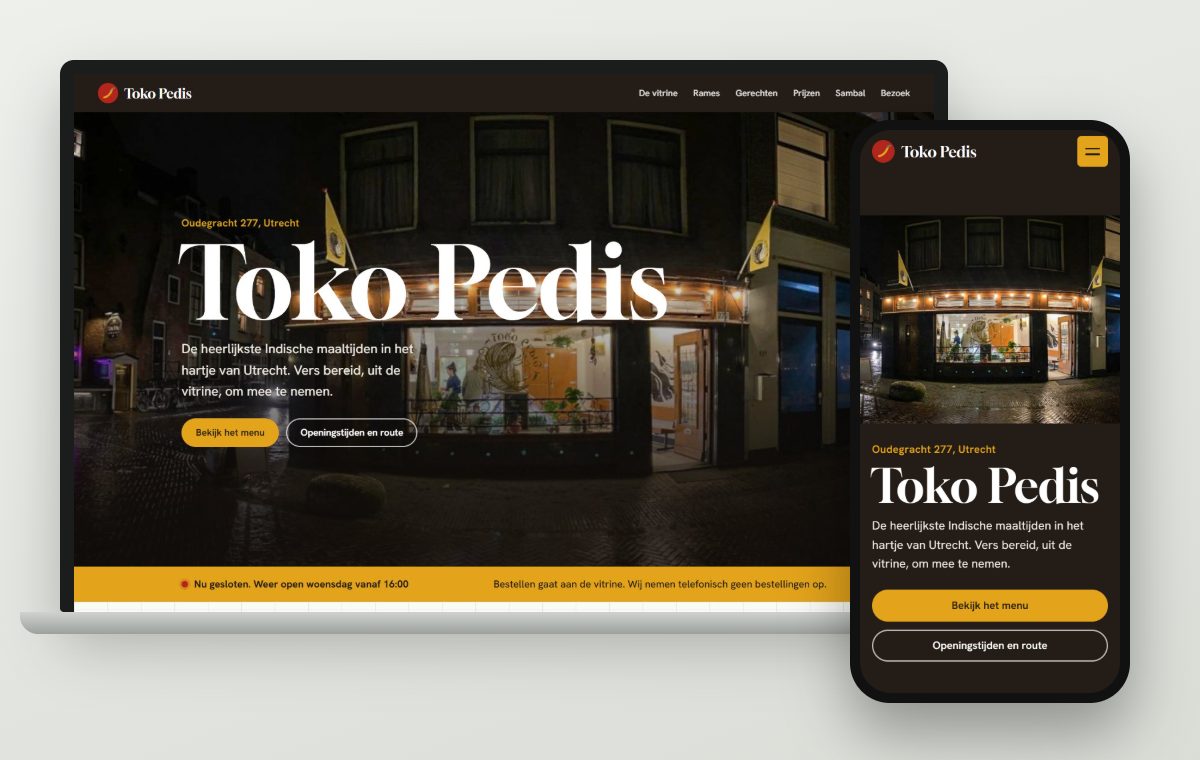 Toko Pedis
De vitrine Rames Gerechten Prijzen Sambal Bezoek
Oudegracht 277, Utrecht
Toko Pedis
De heerlijkste Indische maaltijden in het
hartje van Utrecht. Vers bereid, uit de
vitrine, om mee te nemen.
Bekijk het menu
Openingstijden en route
Nu gesloten. Weer open woensdag vanaf 16:00
Bestellen gaat aan de vitrine. Wij nemen telefonisch geen bestellingen op.
Toko Pedis
Oudegracht 277, Utrecht
Toko Pedis
De heerlijkste Indische maaltijden in het
hartje van Utrecht. Vers bereid, uit de
vitrine, om mee te nemen.
Bekijk het menu
Openingstijden en route